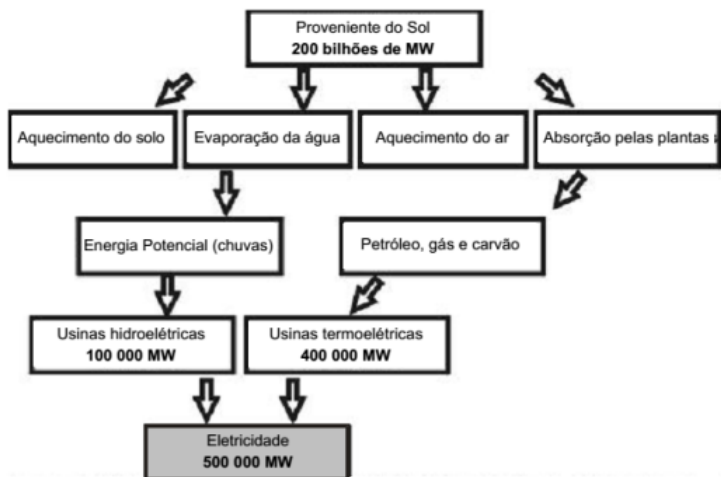 Proveniente do Sol
200 bilhões de MW
Aquecimento do solo
Evaporação da água
Aquecimento do ar
Absorção pelas plantas
Energia Potencial (chuvas)
Petróleo, gás e carvão
Usinas hidroelétricas
100 000 MW
Usinas termoelétricas
400 000 MW
Eletricidade
500 000 MW